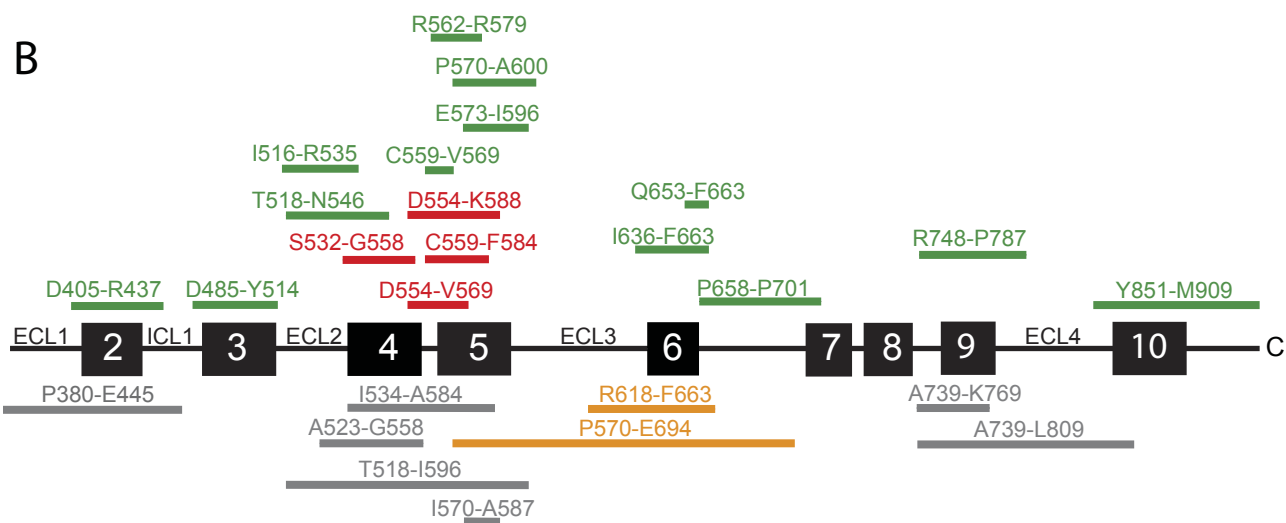 B
R562-R579
P570-A600
E573-I596
I516-R535 C559-V569
T518-N546 D554-K588 Q653-F663
S532-G558 C559-F584 I636-F663 R748-P787
D405-R437 D485-Y514 D554-V569 P658-P701 Y851-M909
ECL1 2 ICL1 3 ECL2 4 5 ECL3 6 7 8 9 ECL4 10 C
P380-E445 I534-A584 R618-F663 A739-K769
A523-G558 P570-E694 A739-L809
T518-I596
I570-A587